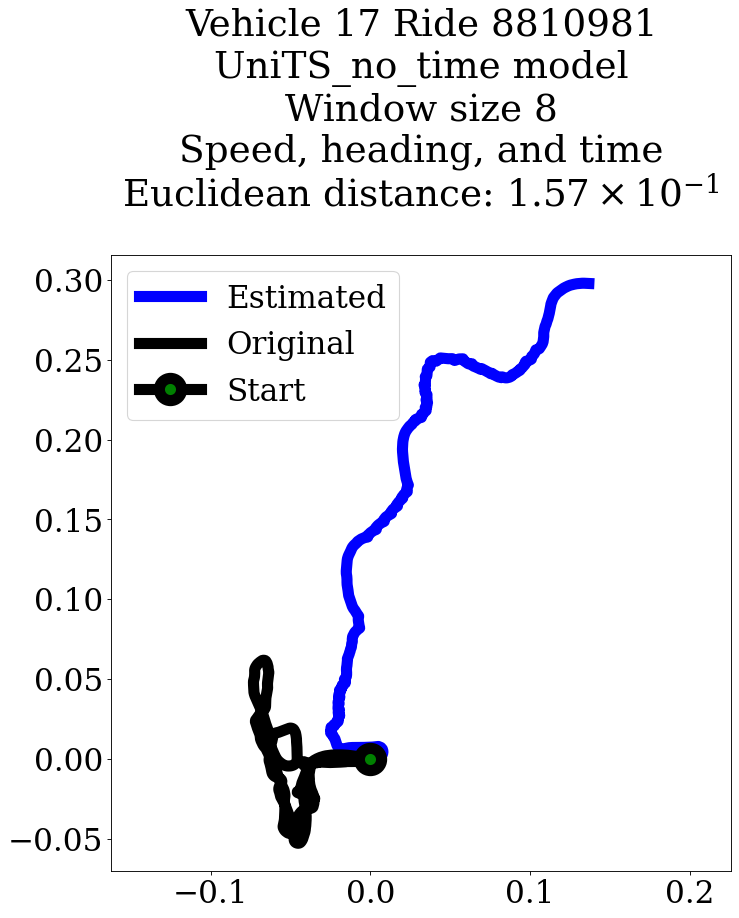 Vehicle 17 Ride 8810981
UniTS_no_time model
Window size 8
Speed, heading, and time
Euclidean distance: $1.57 \times 10^{-1}$
0.30
0.25
0.20
0.15
0.10
0.05
0.00
−0.05
Estimated
Original
Start
−0.1 0.0 0.1 0.2